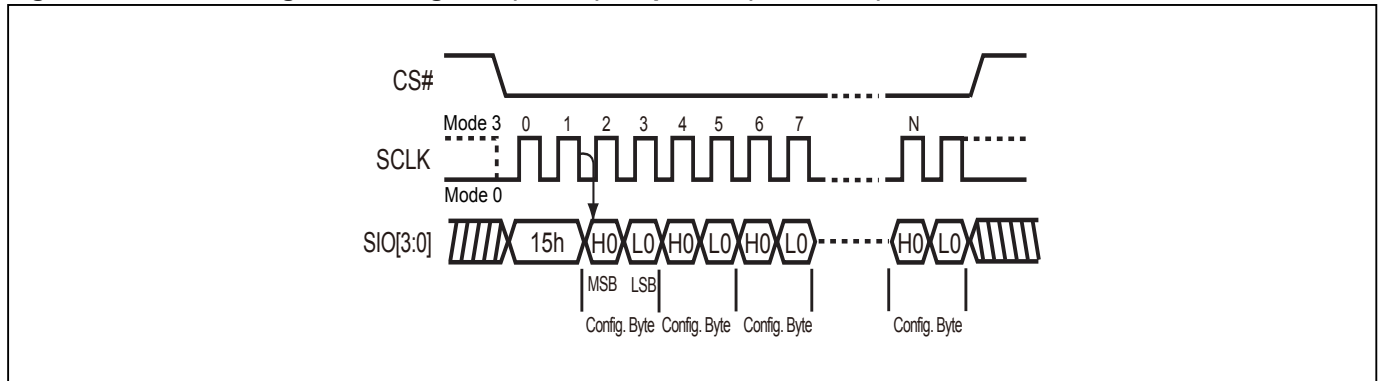 CS#
Mode 3 0 1 2 3 4 5 6 7 N
SCLK
Mode 0
SIO[3:0] 15h H0 L0 H0 L0 H0 L0 H0 L0
MSB LSB
Config. Byte Config. Byte Config. Byte Config. Byte